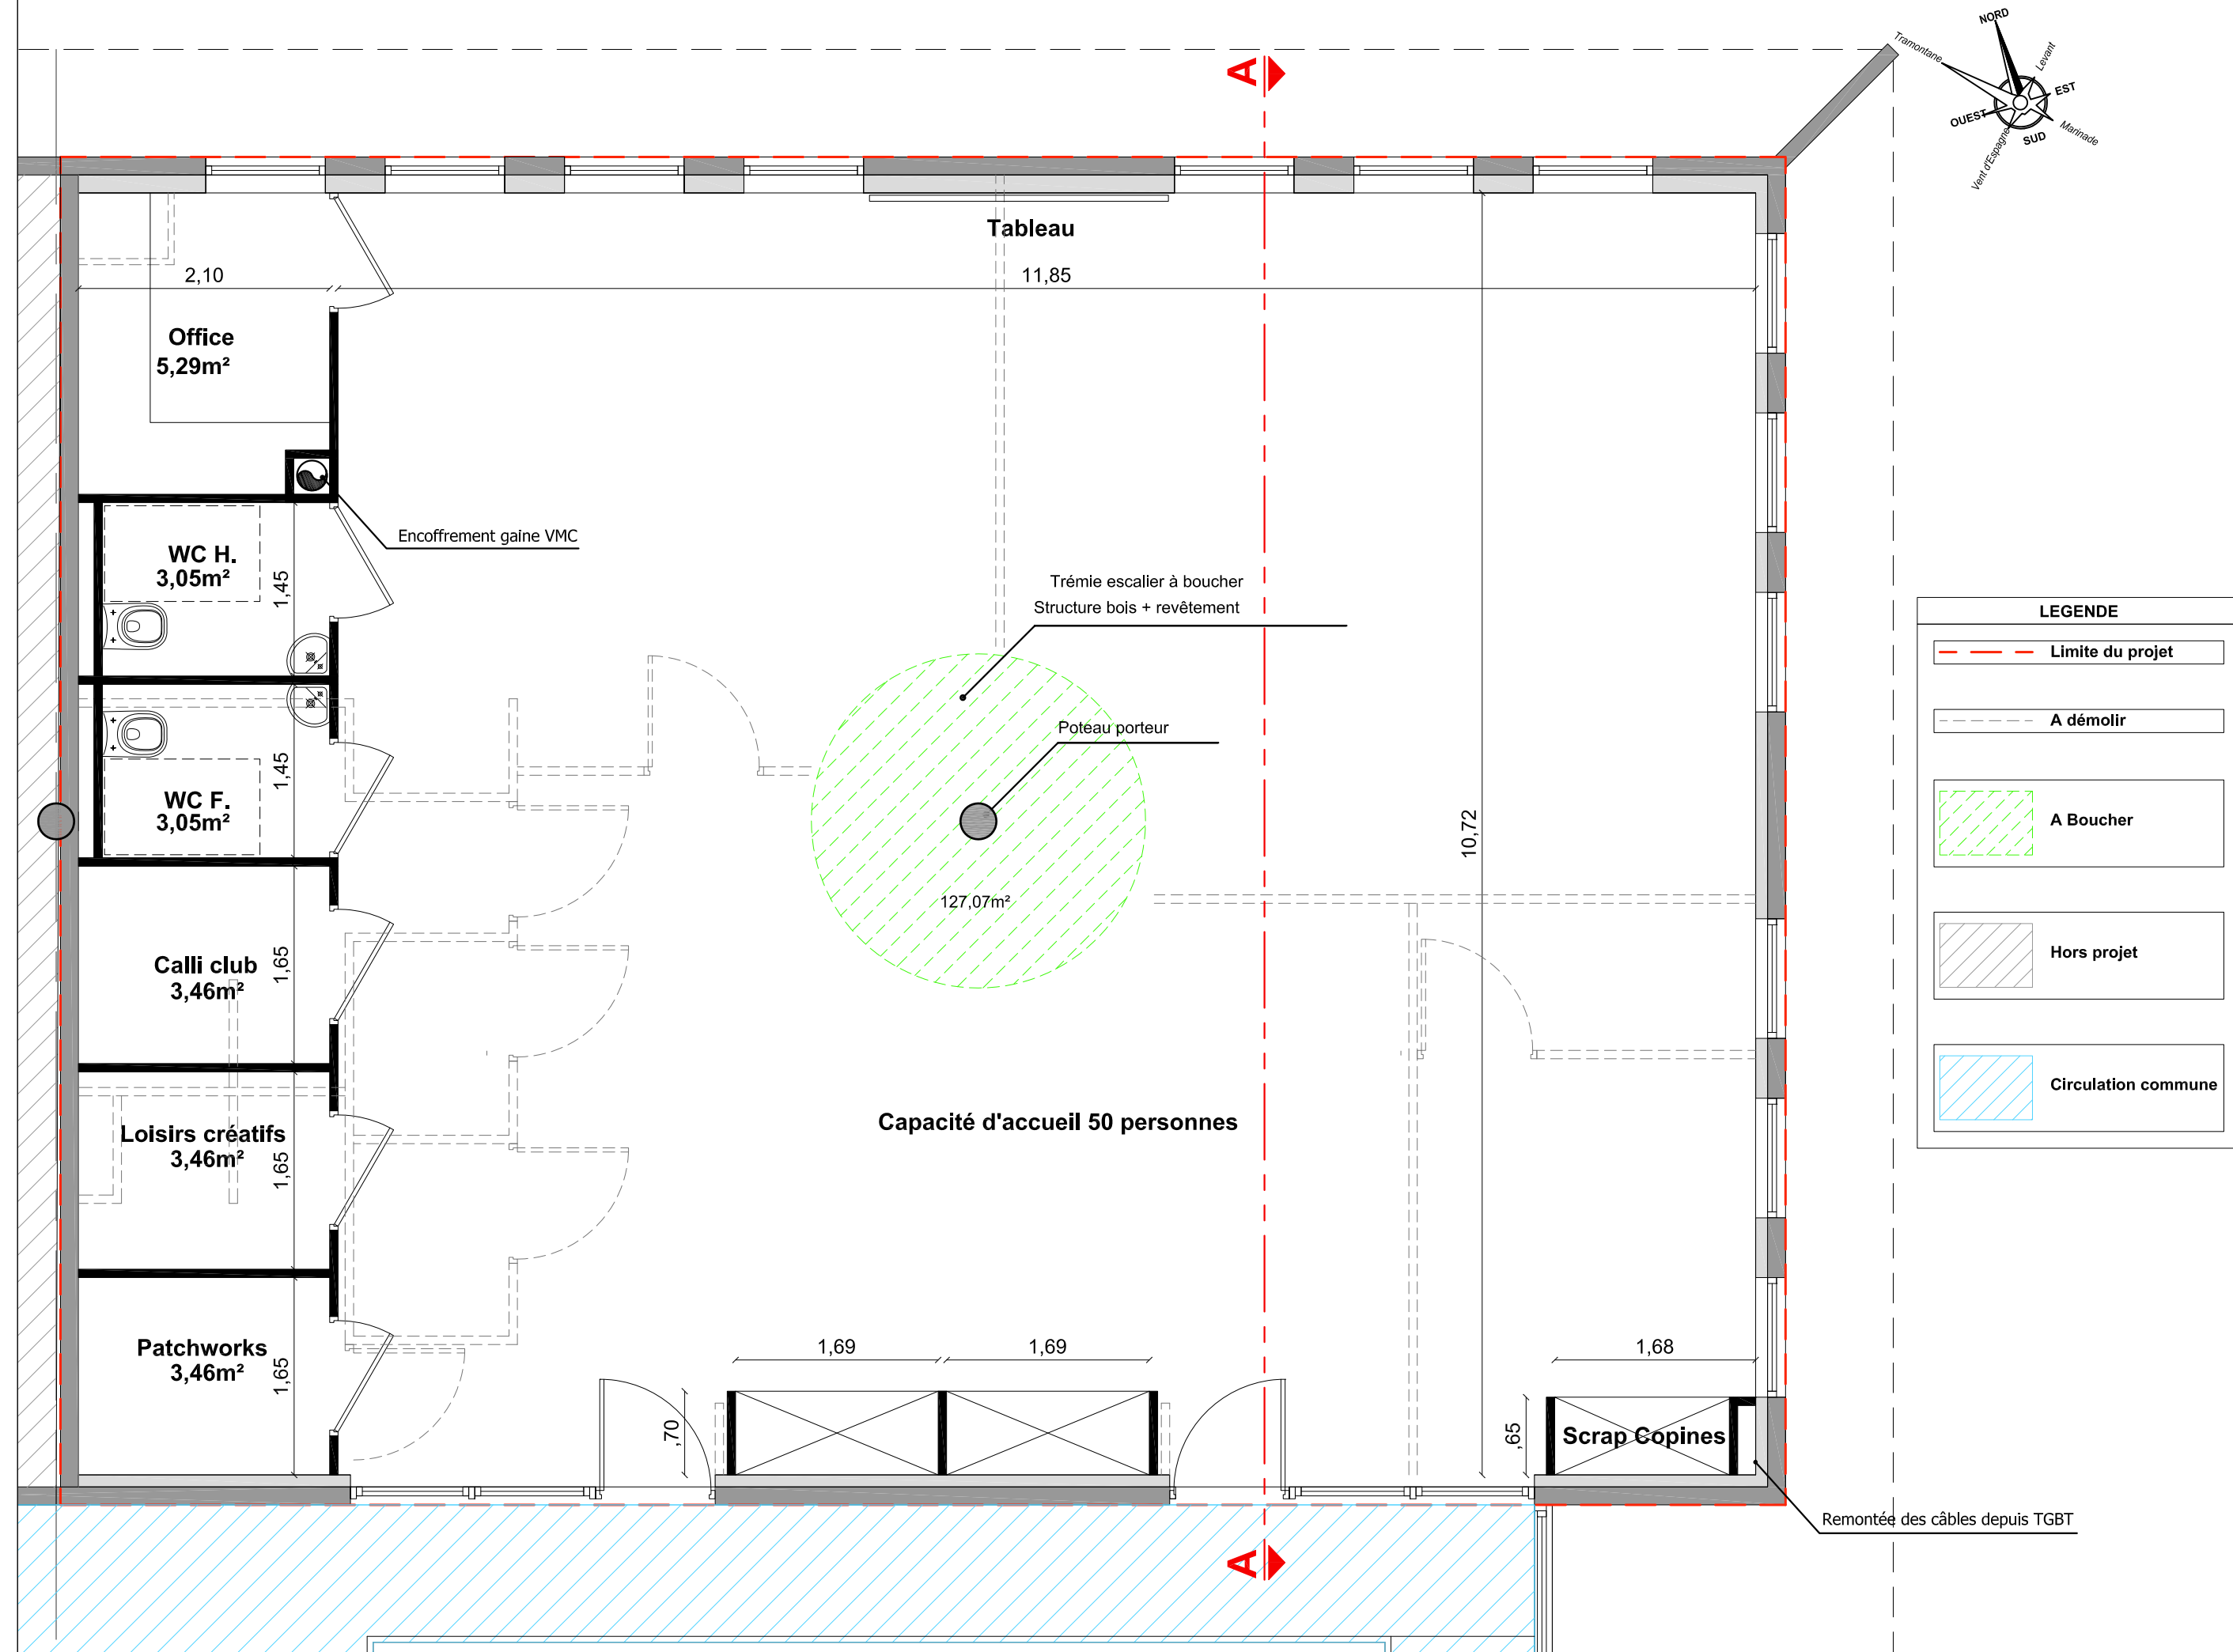 NORD
Tramontane
Levant
EST
OUEST
Marinade
SUD
Vent d'Espagne
A
Tableau
2,10
11,85
Office
5,29m²
Encoffrement gaine VMC
WC H.
3,05m²
1,45
Trémie escalier à boucher
Structure bois + revêtement
Poteau porteur
WC F.
3,05m²
1,45
10,72
127,07m²
Calli club
3,46m²
1,65
Capacité d'accueil 50 personnes
Loisirs créatifs
3,46m²
1,65
Patchworks
3,46m²
1,65
1,69
1,69
1,68
,70
,65
Scrap Copines
Remontée des câbles depuis TGBT
A
LEGENDE
Limite du projet
A démolir
A Boucher
Hors projet
Circulation commune